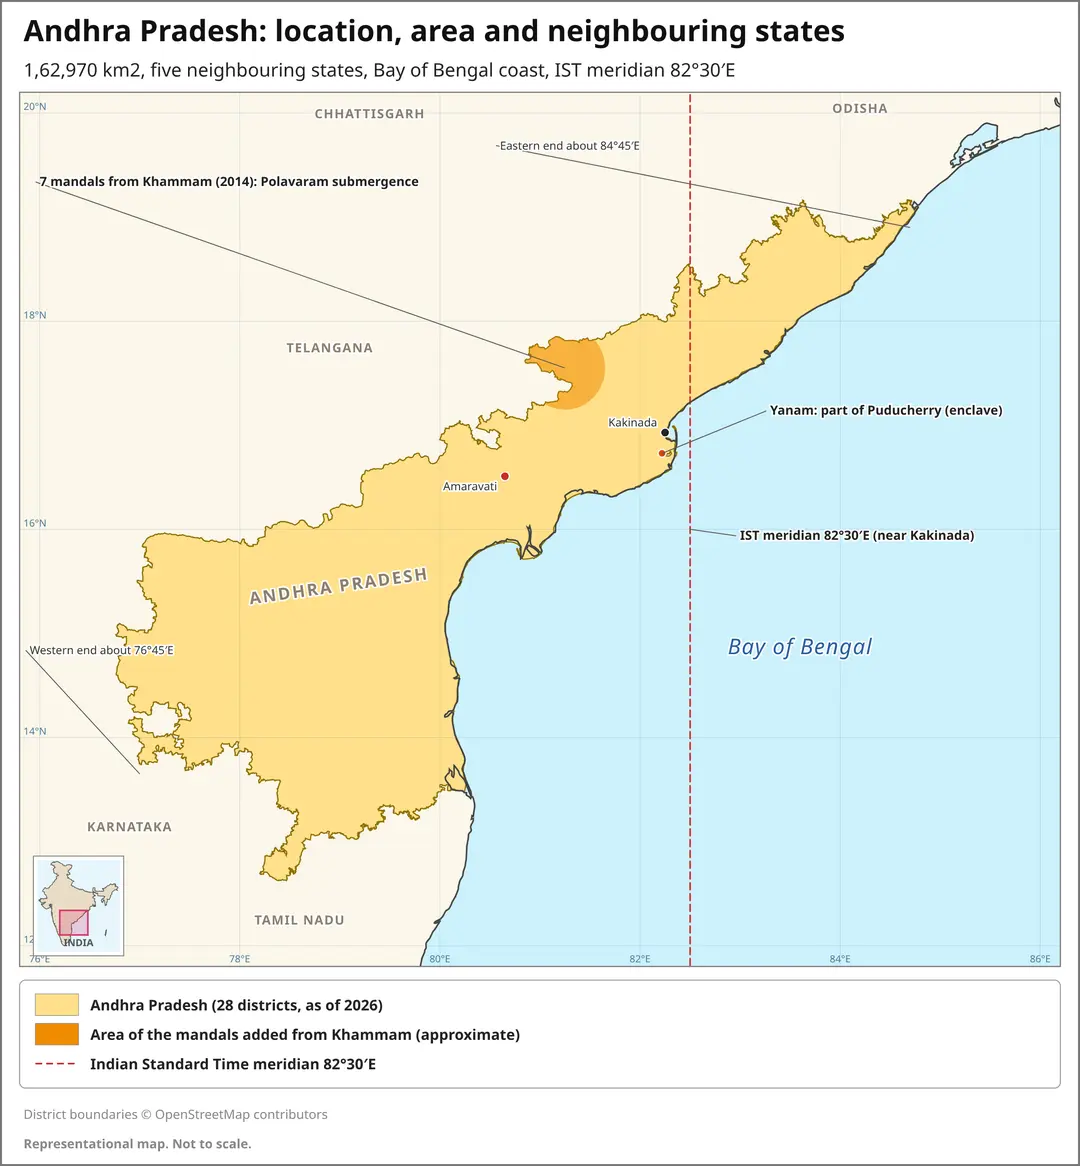 Andhra Pradesh: location, area and neighbouring states
1,62,970 km2, five neighbouring states, Bay of Bengal coast, IST meridian 82°30′E
20°N
CHHATTISGARH
ODISHA
Eastern end about 84°45′E
7 mandals from Khammam (2014): Polavaram submergence
18°N
TELANGANA
Yanam: part of Puducherry (enclave)
Kakinada
Amaravati
16°N
IST meridian 82°30′E (near Kakinada)
ANDHRA PRADESH
Bay of Bengal
Western end about 76°45′E
14°N
KARNATAKA
TAMIL NADU
INDIA
12
76°E
78°E
80°E
82°E
84°E
86°E
Andhra Pradesh (28 districts, as of 2026)
Area of the mandals added from Khammam (approximate)
Indian Standard Time meridian 82°30′E
District boundaries © OpenStreetMap contributors
Representational map. Not to scale.